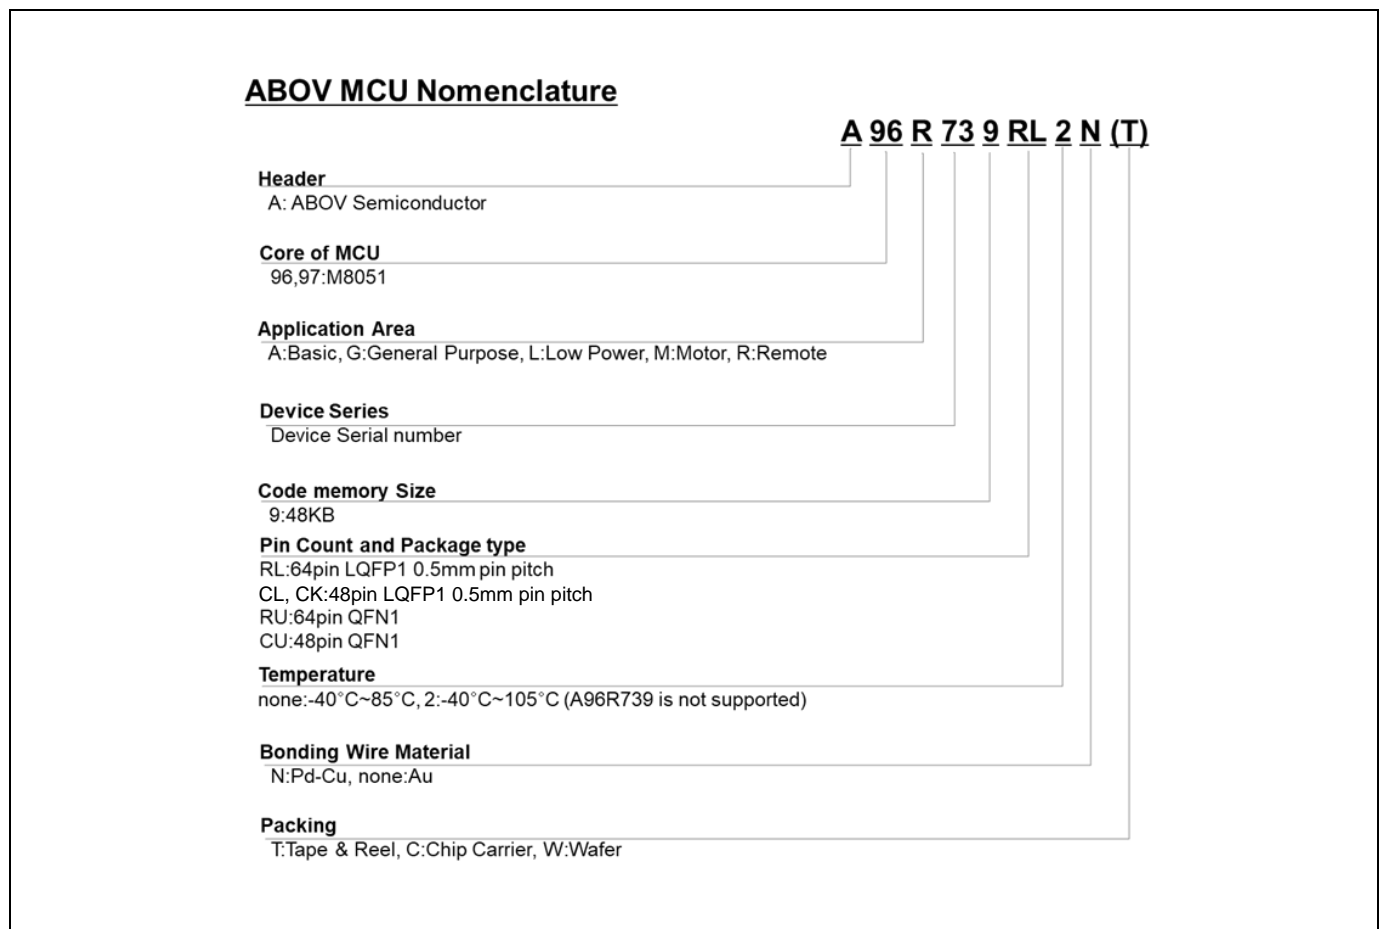 ABOV MCU Nomenclature
A 96 R 73 9 RL 2 N (T)
Header
A: ABOV Semiconductor
Core of MCU
96,97:M8051
Application Area
A:Basic, G:General Purpose, L:Low Power, M:Motor, R:Remote
Device Series
Device Serial number
Code memory Size
9:48KB
Pin Count and Package type
RL:64pin LQFP1 0.5mm pin pitch
CL, CK:48pin LQFP1 0.5mm pin pitch
RU:64pin QFN1
CU:48pin QFN1
Temperature
none:-40°C~85°C, 2:-40°C~105°C (A96R739 is not supported)
Bonding Wire Material
N:Pd-Cu, none:Au
Packing
T:Tape & Reel, C:Chip Carrier, W:Wafer